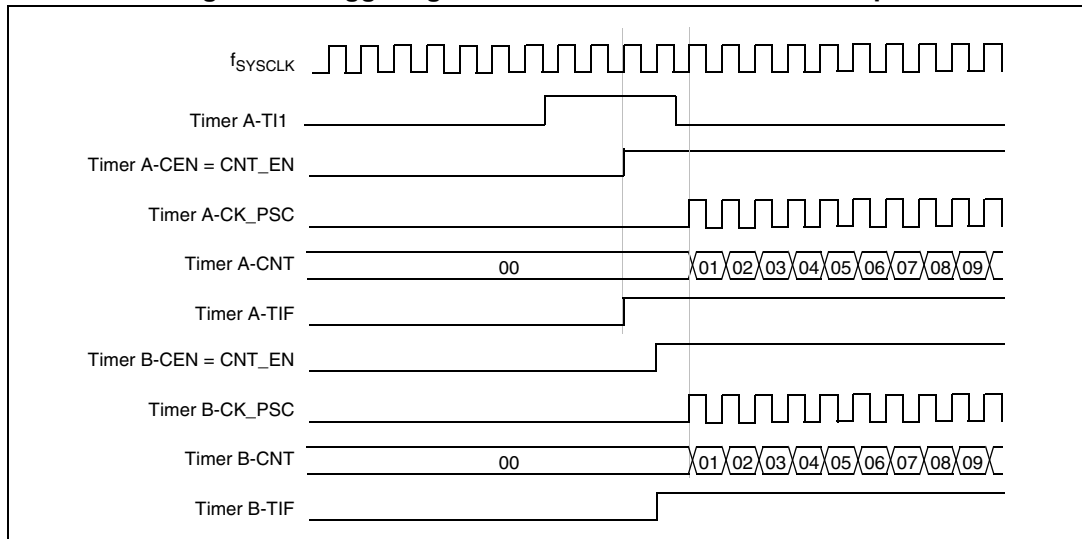 fSYSCLK
Timer A-TI1
Timer A-CEN = CNT_EN
Timer A-CK_PSC
Timer A-CNT 00 01 02 03 04 05 06 07 08 09
Timer A-TIF
Timer B-CEN = CNT_EN
Timer B-CK_PSC
Timer B-CNT 00 01 02 03 04 05 06 07 08 09
Timer B-TIF